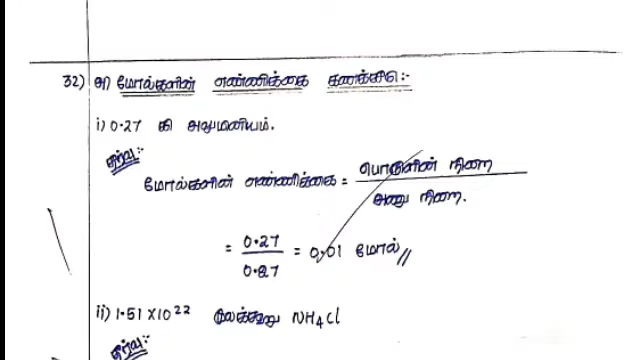 32) அ) மோல்களின் எண்ணிக்கை கணக்கிடு:-
i) 0.27 கி அலுமினியம்.
தீர்வு:-
மோல்களின் எண்ணிக்கை = பொருளின் நிறை
அணு நிறை.
= 0.27
0.27
= 0.01 மோல்//
ii) 1.51 X 10²² மூலக்கூறு NH₄Cl
தீர்வு:-